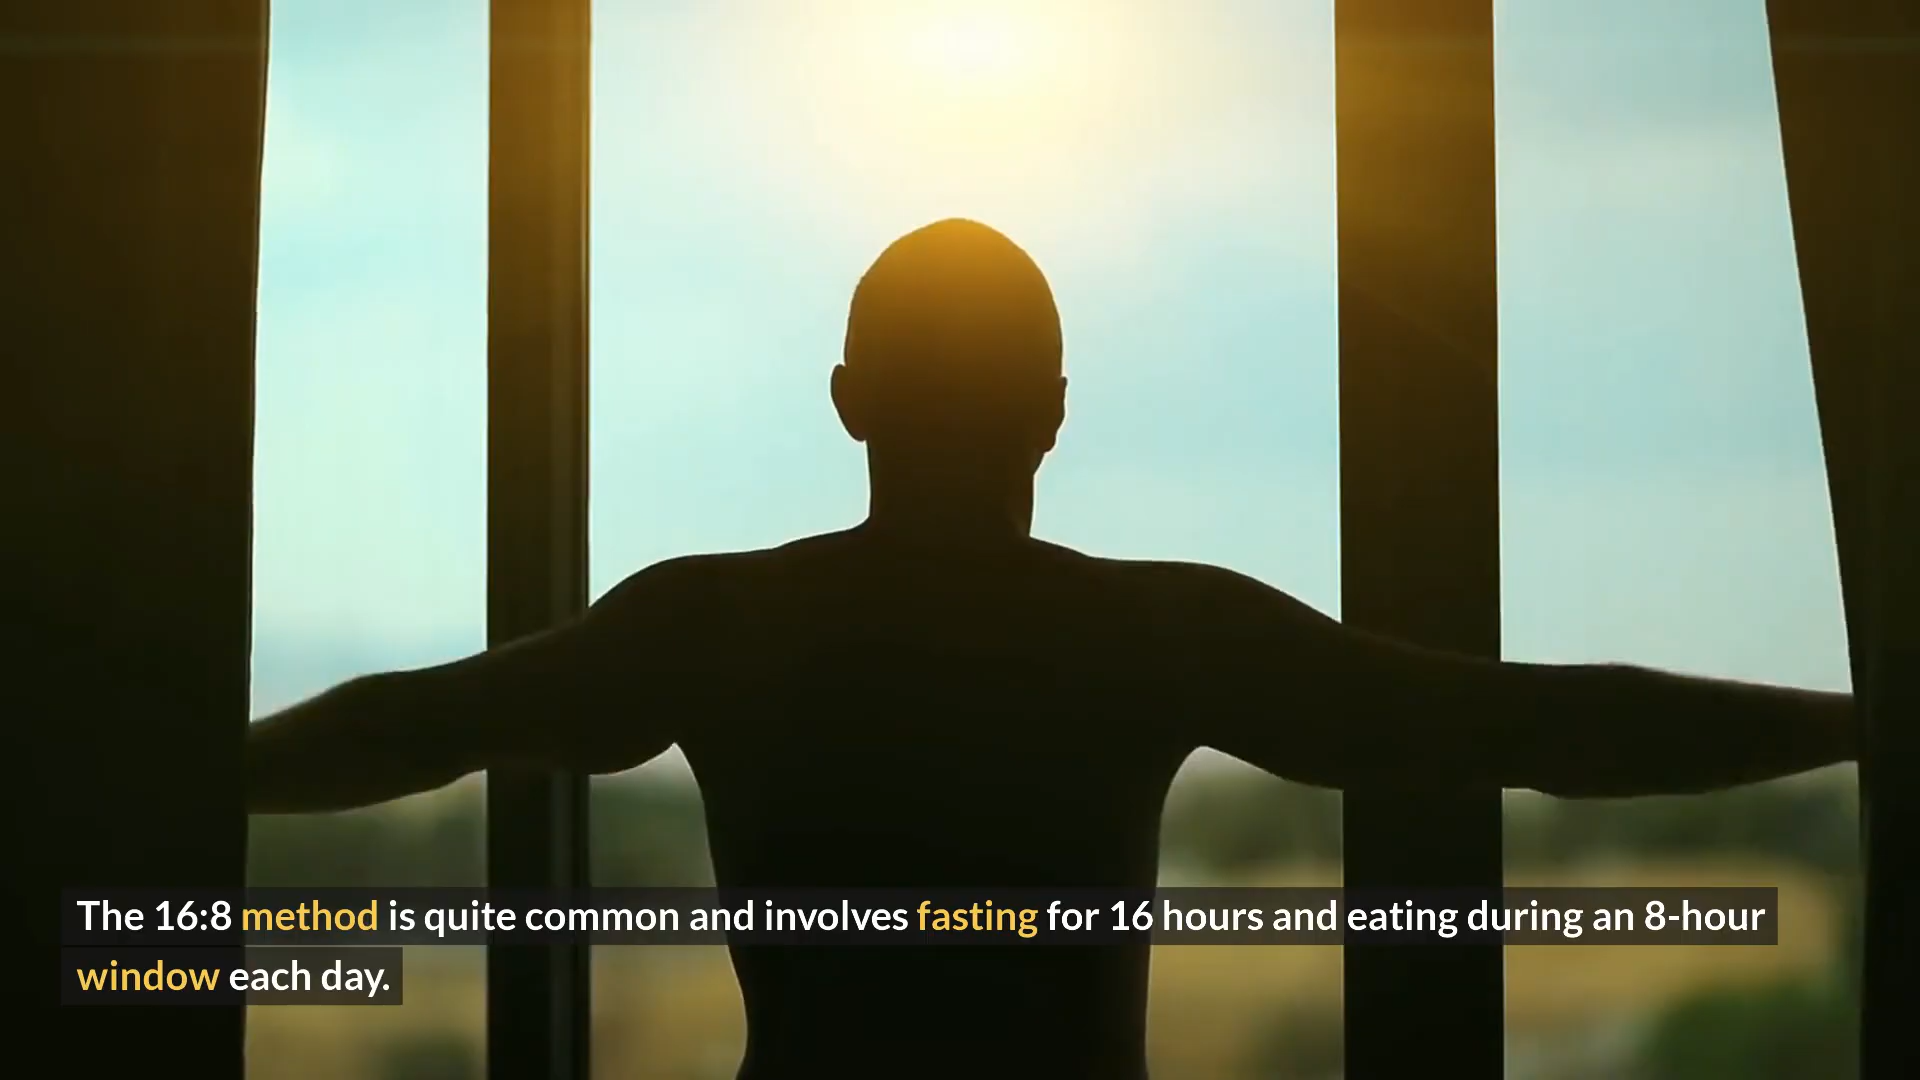 The 16:8 method is quite common and involves fasting for 16 hours and eating during an 8-hour
window each day.